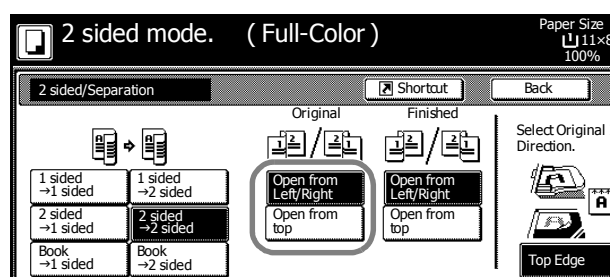 2 sided mode. ( Full-Color )
Paper Size
11×8
100%
2 sided/Separation
Shortcut
Back
Original
Finished
1 sided
→1 sided
1 sided
→2 sided
2 sided
→1 sided
2 sided
→2 sided
Book
→1 sided
Book
→2 sided
Open from
Left/Right
Open from
top
Open from
Left/Right
Open from
top
Select Original
Direction.
Top Edge